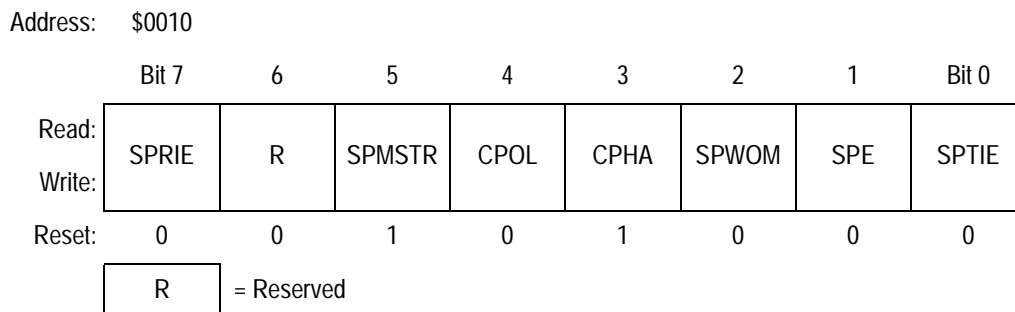 Address: $0010
Bit 7 6 5 4 3 2 1 Bit 0
Read:
SPRIE R SPMSTR CPOL CPHA SPWOM SPE SPTIE
Write:
Reset: 0 0 1 0 1 0 0 0
R = Reserved